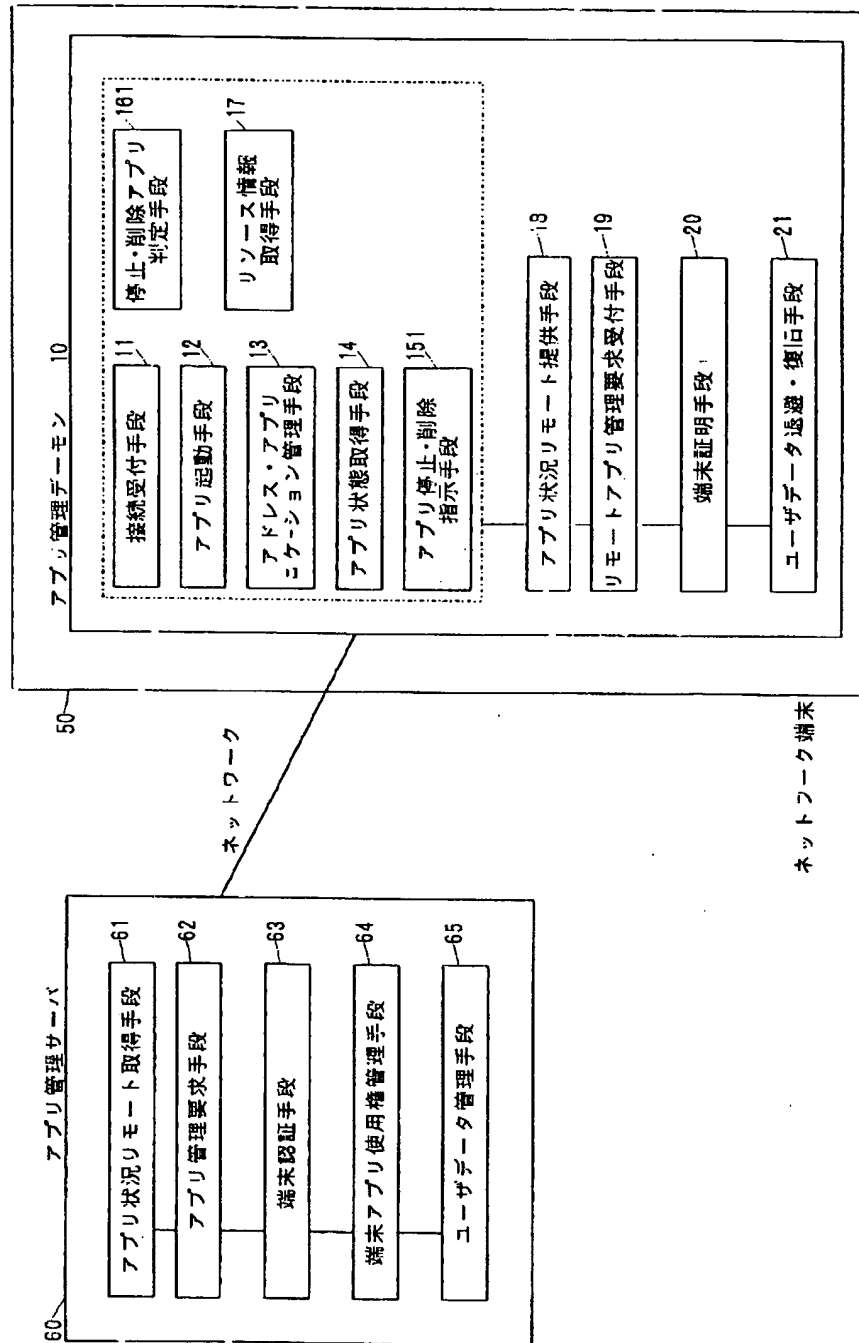 アプリ管理サーバ
60
アプリ状況リモート取得手段
61
アプリ管理要求手段
62
端末認証手段
63
端末アプリ使用権管理手段
64
ユーザデータ管理手段
65
ネットワーク
50
アプリ管理デーモン
10
接続受付手段
11
アプリ起動手段
12
アドレス・アプリ
ニケーション管理手段
13
アプリ状態取得手段
14
アプリ停止・削除
指示手段
151
停止・削除アプリ
判定手段
161
リソース情報
取得手段
17
アプリ状況リモート提供手段
18
リモートアプリ管理要求受付手段
19
端末証明手段
20
ユーザデータ退避・復旧手段
21
ネットワーク端末